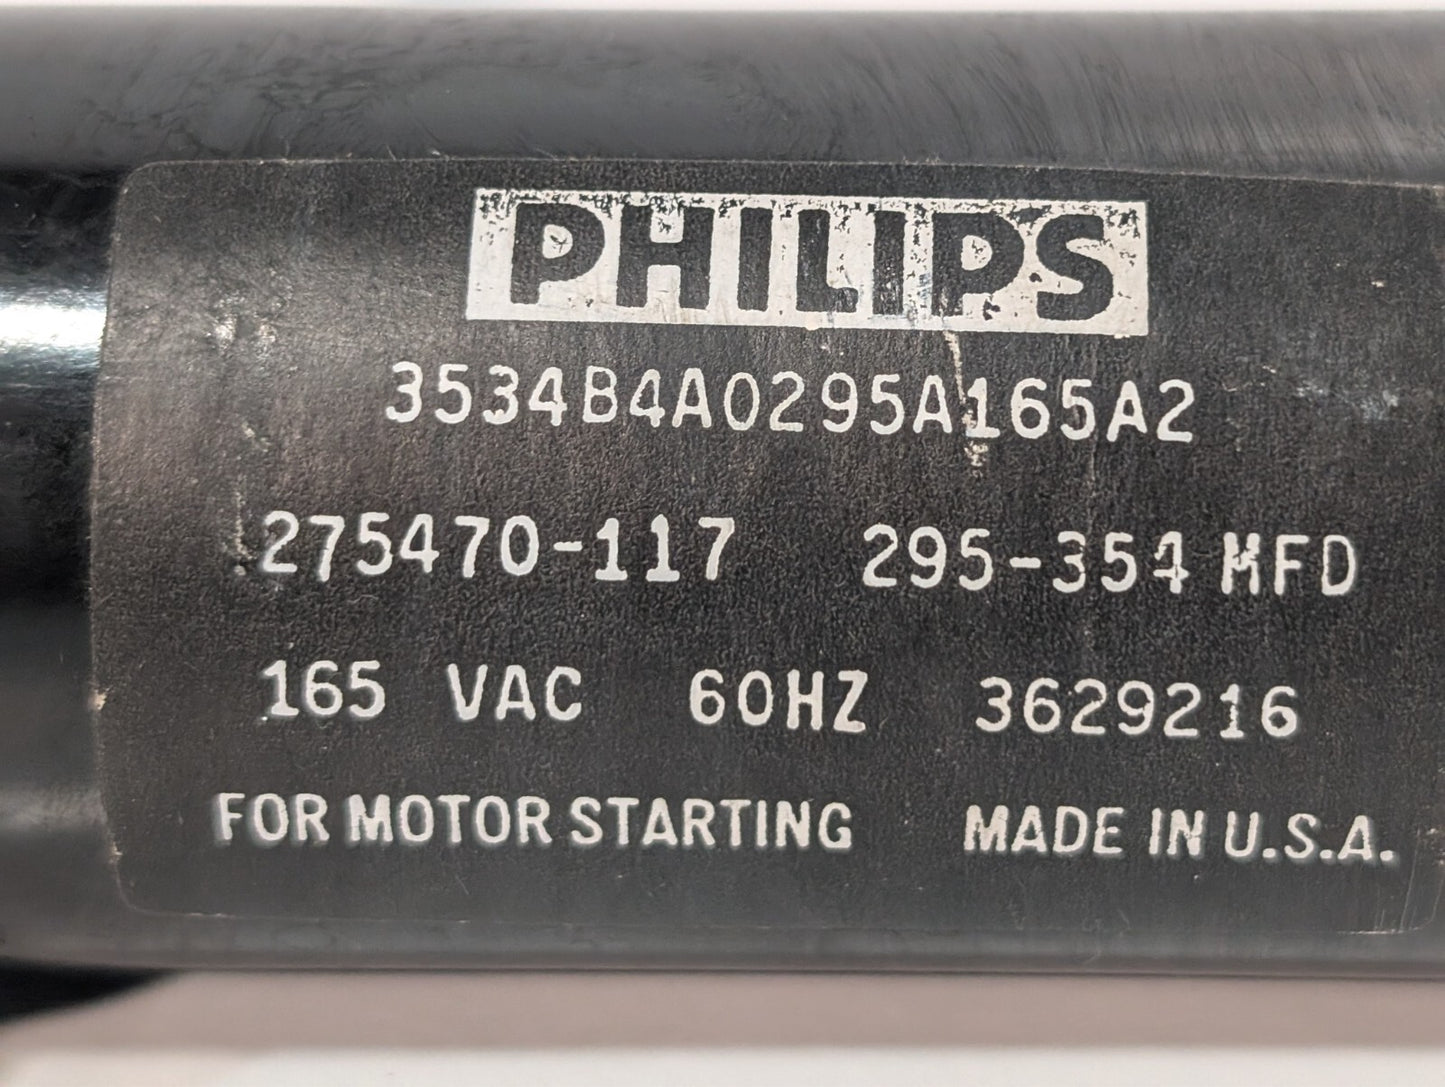 PHILIPS
3534B4A0295A165A2
275470-117 295-354 MFD
165 VAC 60HZ 3629216
FOR MOTOR STARTING MADE IN U.S.A.